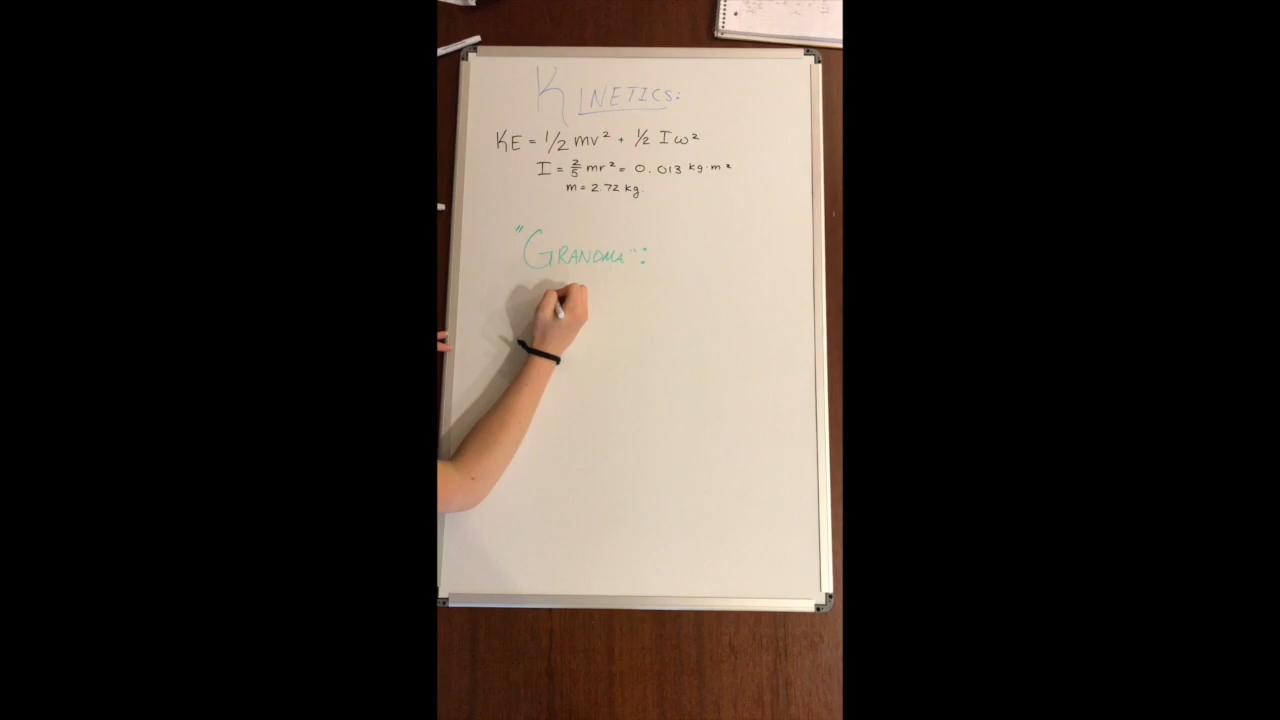 KINETICS:
KE = 1/2 mv² + 1/2 Iω²
I = 2/5 mr² = 0.013 kg·m²
m = 2.72 kg.
"GRANDMA":